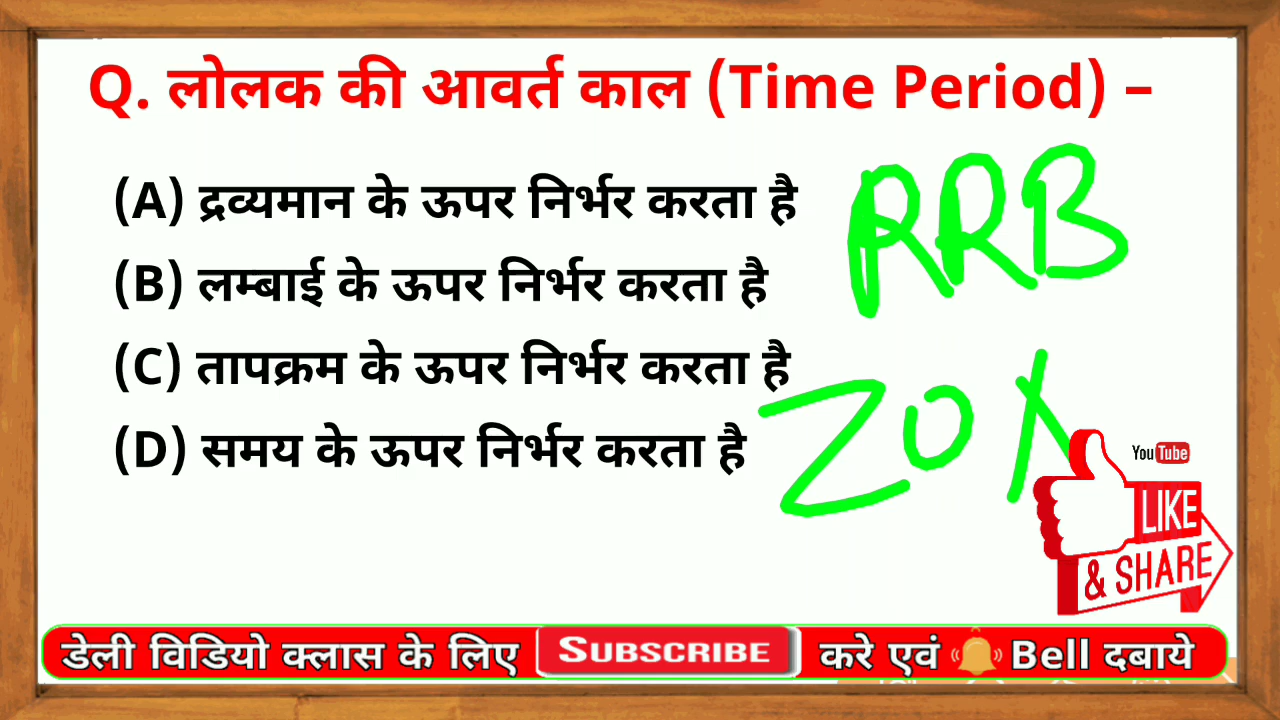 Q. लोलक की आवर्त काल (Time Period) –
(A) द्रव्यमान के ऊपर निर्भर करता है
RRB
(B) लम्बाई के ऊपर निर्भर करता है
(C) तापक्रम के ऊपर निर्भर करता है
(D) समय के ऊपर निर्भर करता है
YouTube
LIKE
& SHARE
डेली विडियो क्लास के लिए SUBSCRIBE करे एवं Bell दबाये